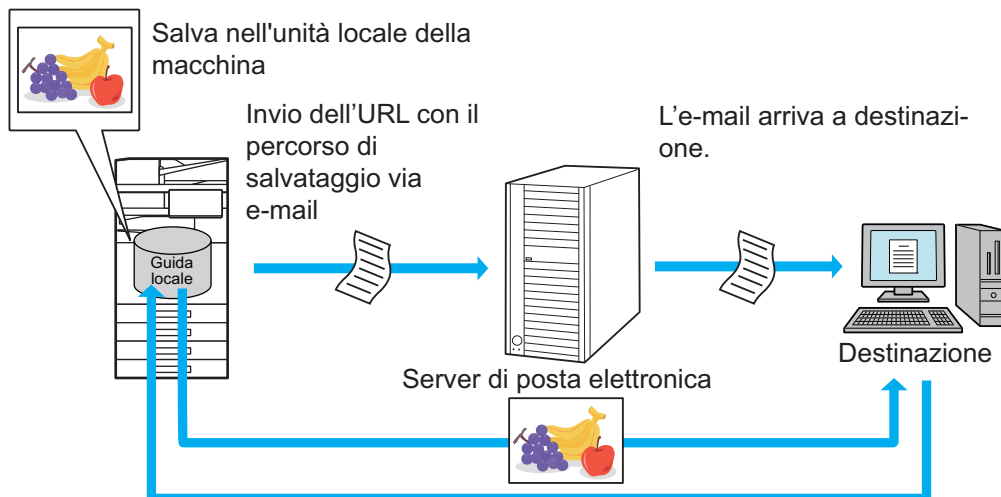 Salva nell'unità locale della
macchina
Invio dell’URL con il
percorso di
salvataggio via
e-mail
L’e-mail arriva a destinazi-
one.
Guida
locale
Server di posta elettronica
Destinazione